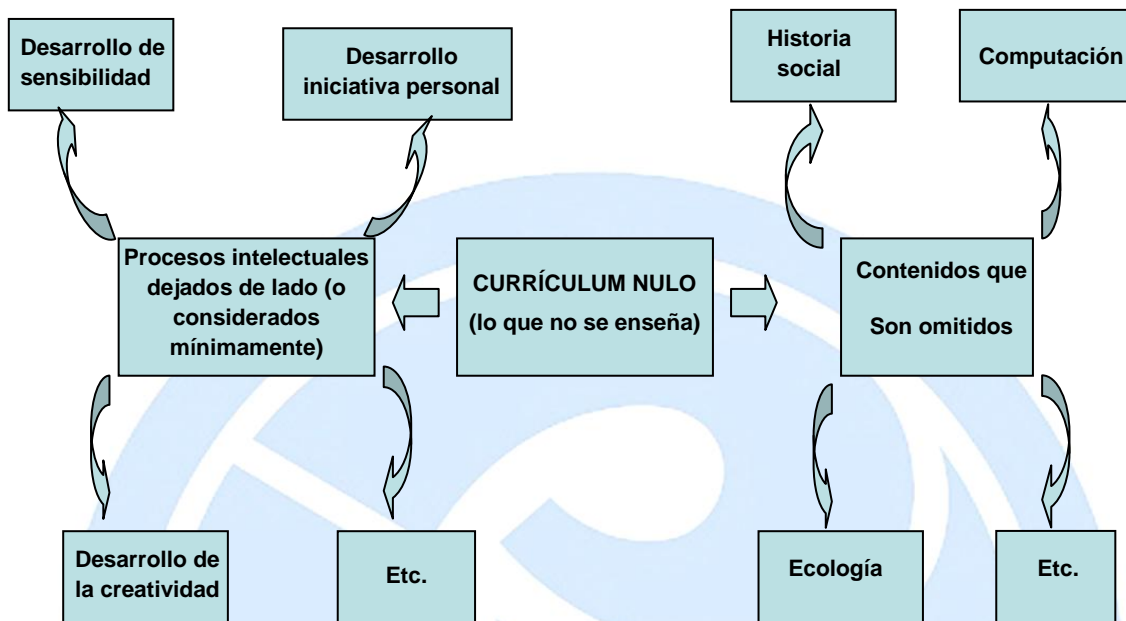 Desarrollo de
sensibilidad
Desarrollo
iniciativa personal
Historia
social
Computación
Procesos intelectuales
dejados de lado (o
considerados
mínimamente)
CURRÍCULUM NULO
(lo que no se enseña)
Contenidos que
Son omitidos
Desarrollo de
la creatividad
Etc.
Ecología
Etc.